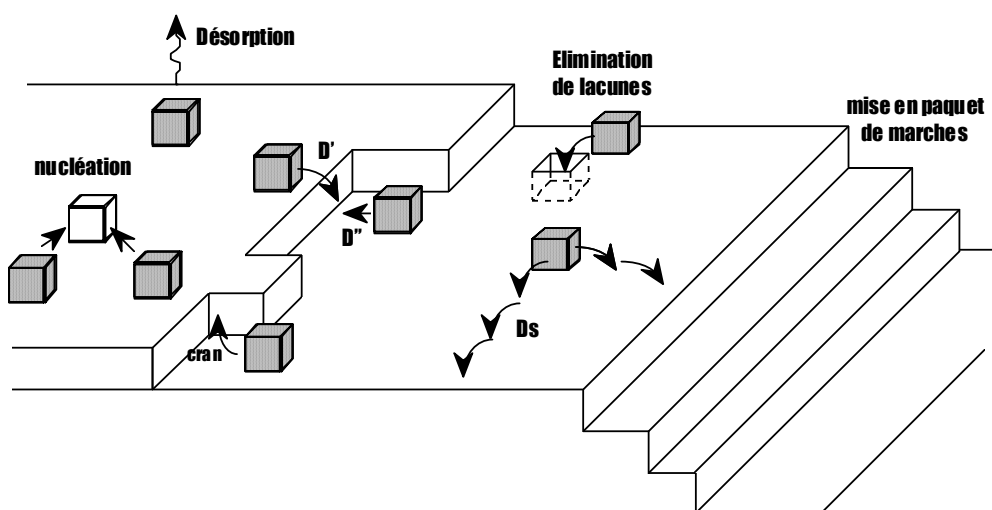 Désorption
Elimination
de lacunes
mise en paquet
de marches
nucléation
D'
D"
Ds
cran